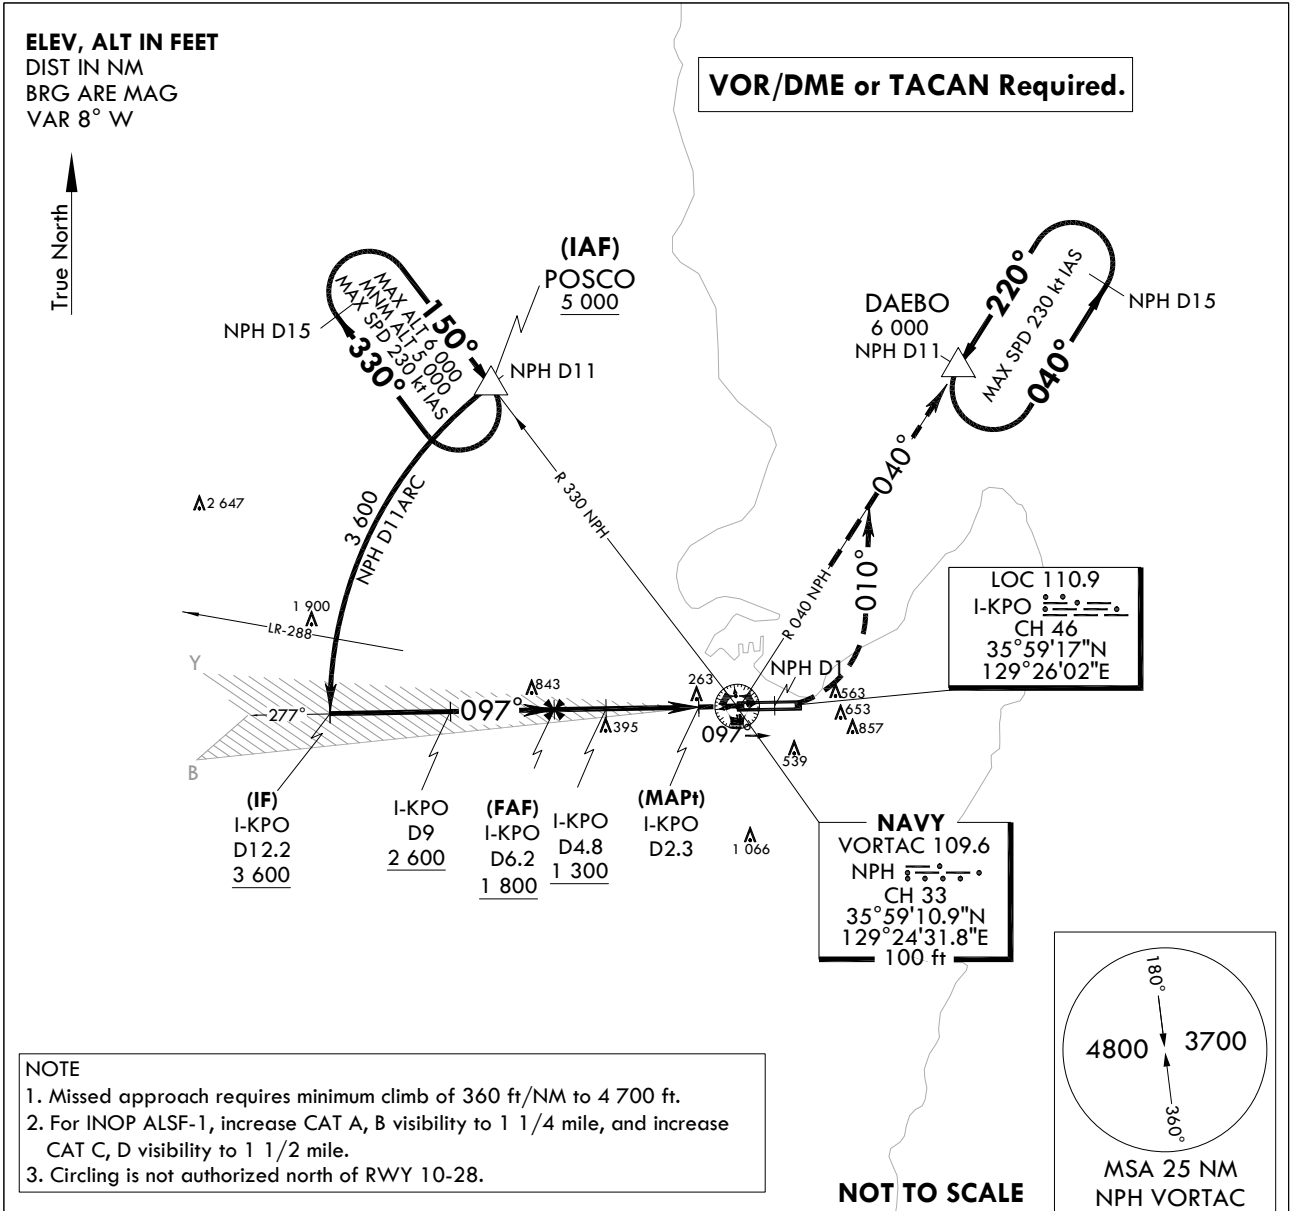 ELEV, ALT IN FEET
DIST IN NM
BRG ARE MAG
VAR 8° W
True North
VOR/DME or TACAN Required.
(IAF)
POSCO
5 000
NPH D11
NPH D15
150°
MAX ALT 6 000
MNM ALT 5 000
MAX SPD 230 kt IAS
330°
DAEBO
6 000
NPH D11
220°
MAX SPD 230 kt IAS
040°
NPH D15
040°
R 330 NPH
R 040 NPH
010°
3 600
NPH D11ARC
2 647
1 900
LR-288
Y
B
277°
097°
843
395
263
NPH D1
097°
563
653
857
539
1 066
LOC 110.9
I-KPO
CH 46
35°59'17"N
129°26'02"E
(IF)
I-KPO
D12.2
3 600
I-KPO
D9
2 600
(FAF)
I-KPO
D6.2
1 800
I-KPO
D4.8
1 300
(MAPt)
I-KPO
D2.3
NAVY
VORTAC 109.6
NPH
CH 33
35°59'10.9"N
129°24'31.8"E
100 ft
NOTE
1. Missed approach requires minimum climb of 360 ft/NM to 4 700 ft.
2. For INOP ALSF-1, increase CAT A, B visibility to 1 1/4 mile, and increase
CAT C, D visibility to 1 1/2 mile.
3. Circling is not authorized north of RWY 10-28.
NOT TO SCALE
180°
4800
3700
360°
MSA 25 NM
NPH VORTAC